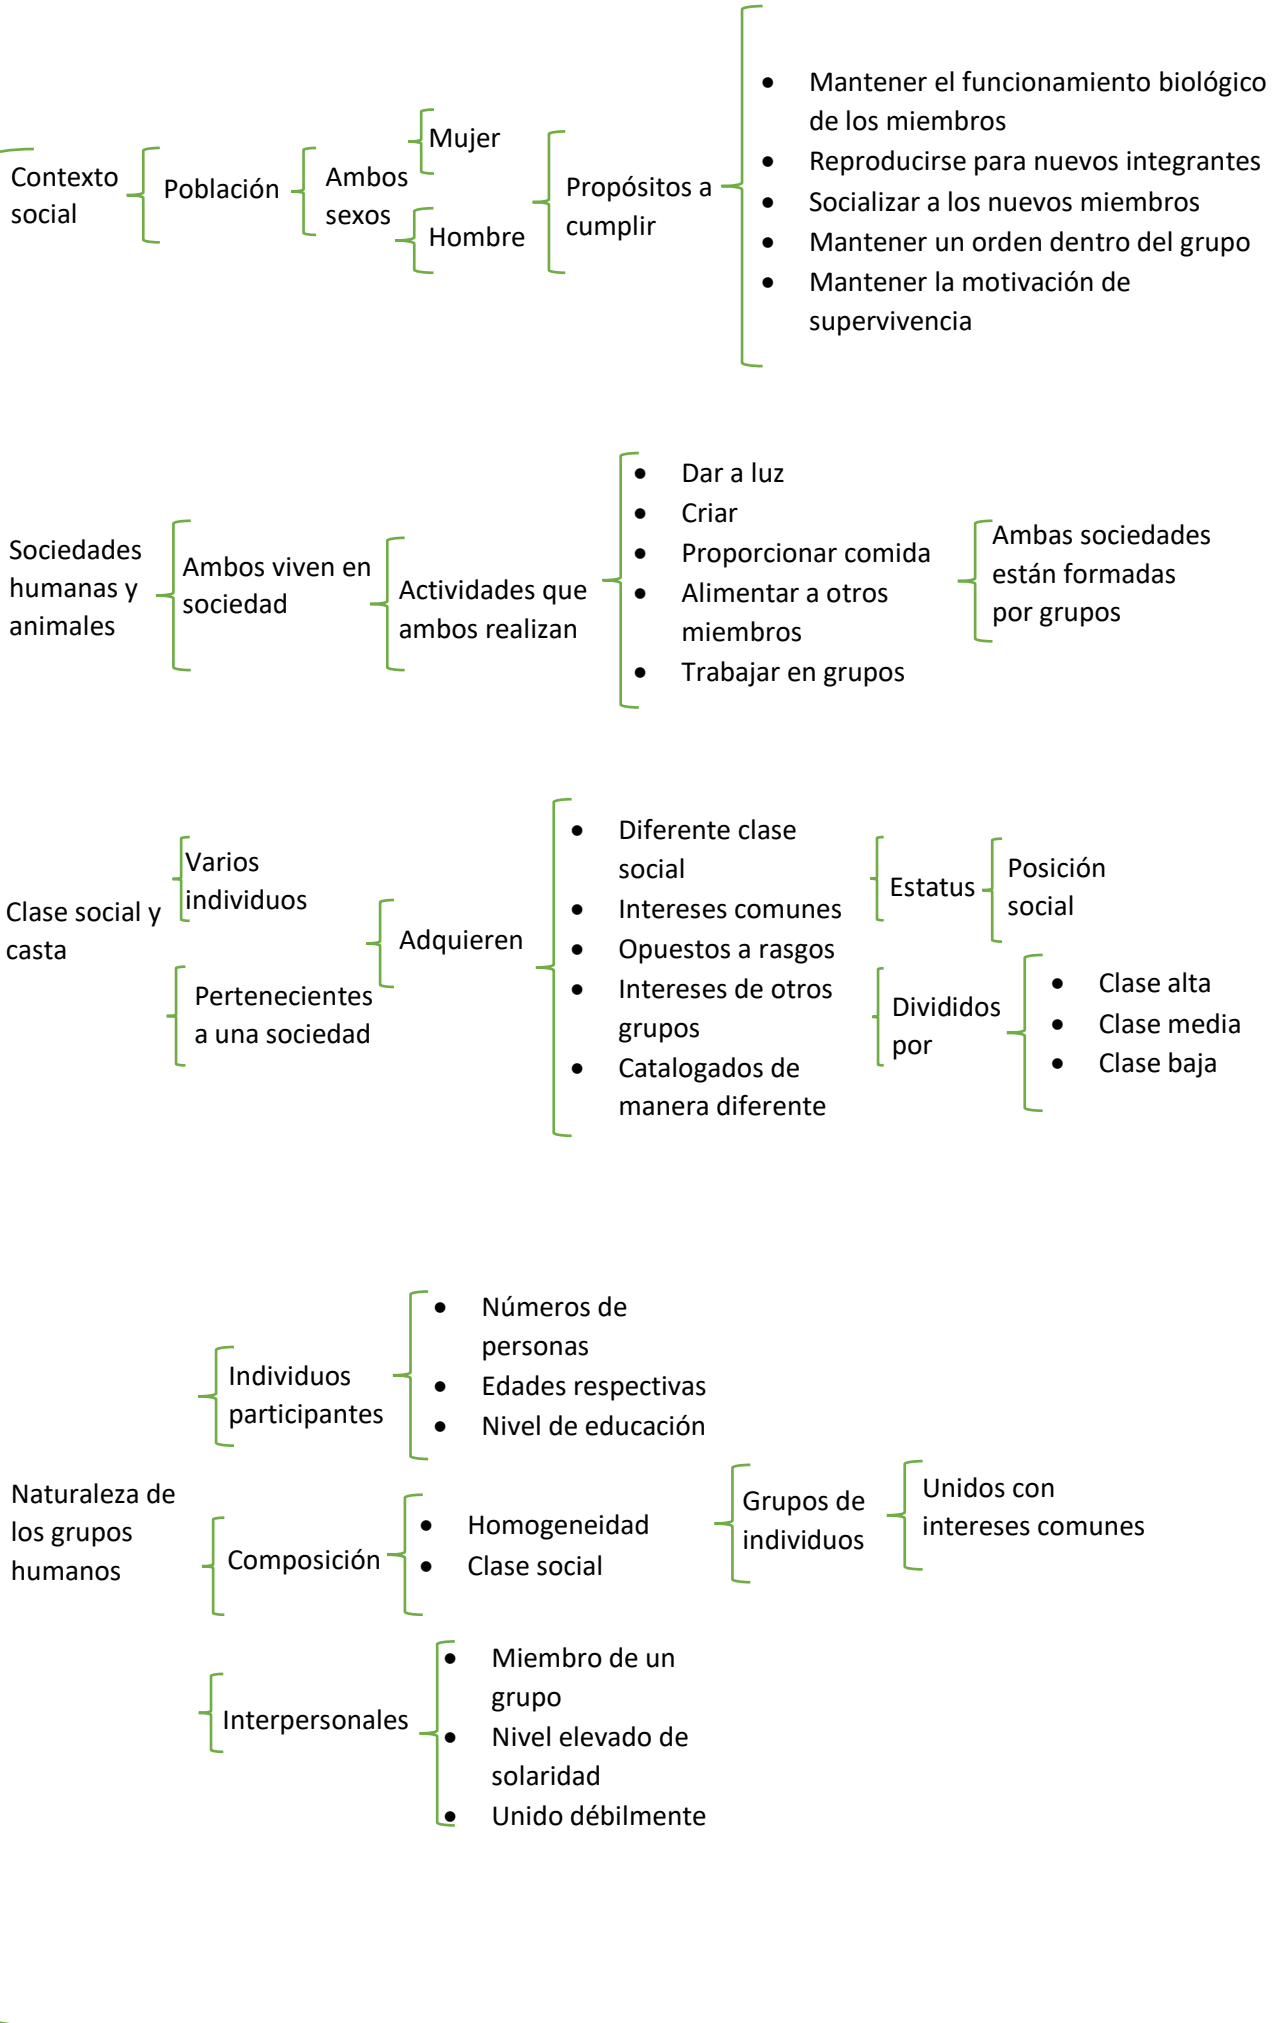 Contexto
social
Población
Ambos
sexos
Mujer
Hombre
Propósitos a
cumplir
• Mantener el funcionamiento biológico
de los miembros
• Reproducirse para nuevos integrantes
• Socializar a los nuevos miembros
• Mantener un orden dentro del grupo
• Mantener la motivación de
supervivencia
Sociedades
humanas y
animales
Ambos viven en
sociedad
Actividades que
ambos realizan
• Dar a luz
• Criar
• Proporcionar comida
• Alimentar a otros
miembros
• Trabajar en grupos
Ambas sociedades
están formadas
por grupos
Clase social y
casta
Varios
individuos
Pertenecientes
a una sociedad
Adquieren
• Diferente clase
social
• Intereses comunes
• Opuestos a rasgos
• Intereses de otros
grupos
• Catalogados de
manera diferente
Estatus
Posición
social
Divididos
por
• Clase alta
• Clase media
• Clase baja
Naturaleza de
los grupos
humanos
Individuos
participantes
• Números de
personas
• Edades respectivas
• Nivel de educación
Composición
• Homogeneidad
• Clase social
Grupos de
individuos
Unidos con
intereses comunes
Interpersonales
• Miembro de un
grupo
• Nivel elevado de
solaridad
• Unido débilmente